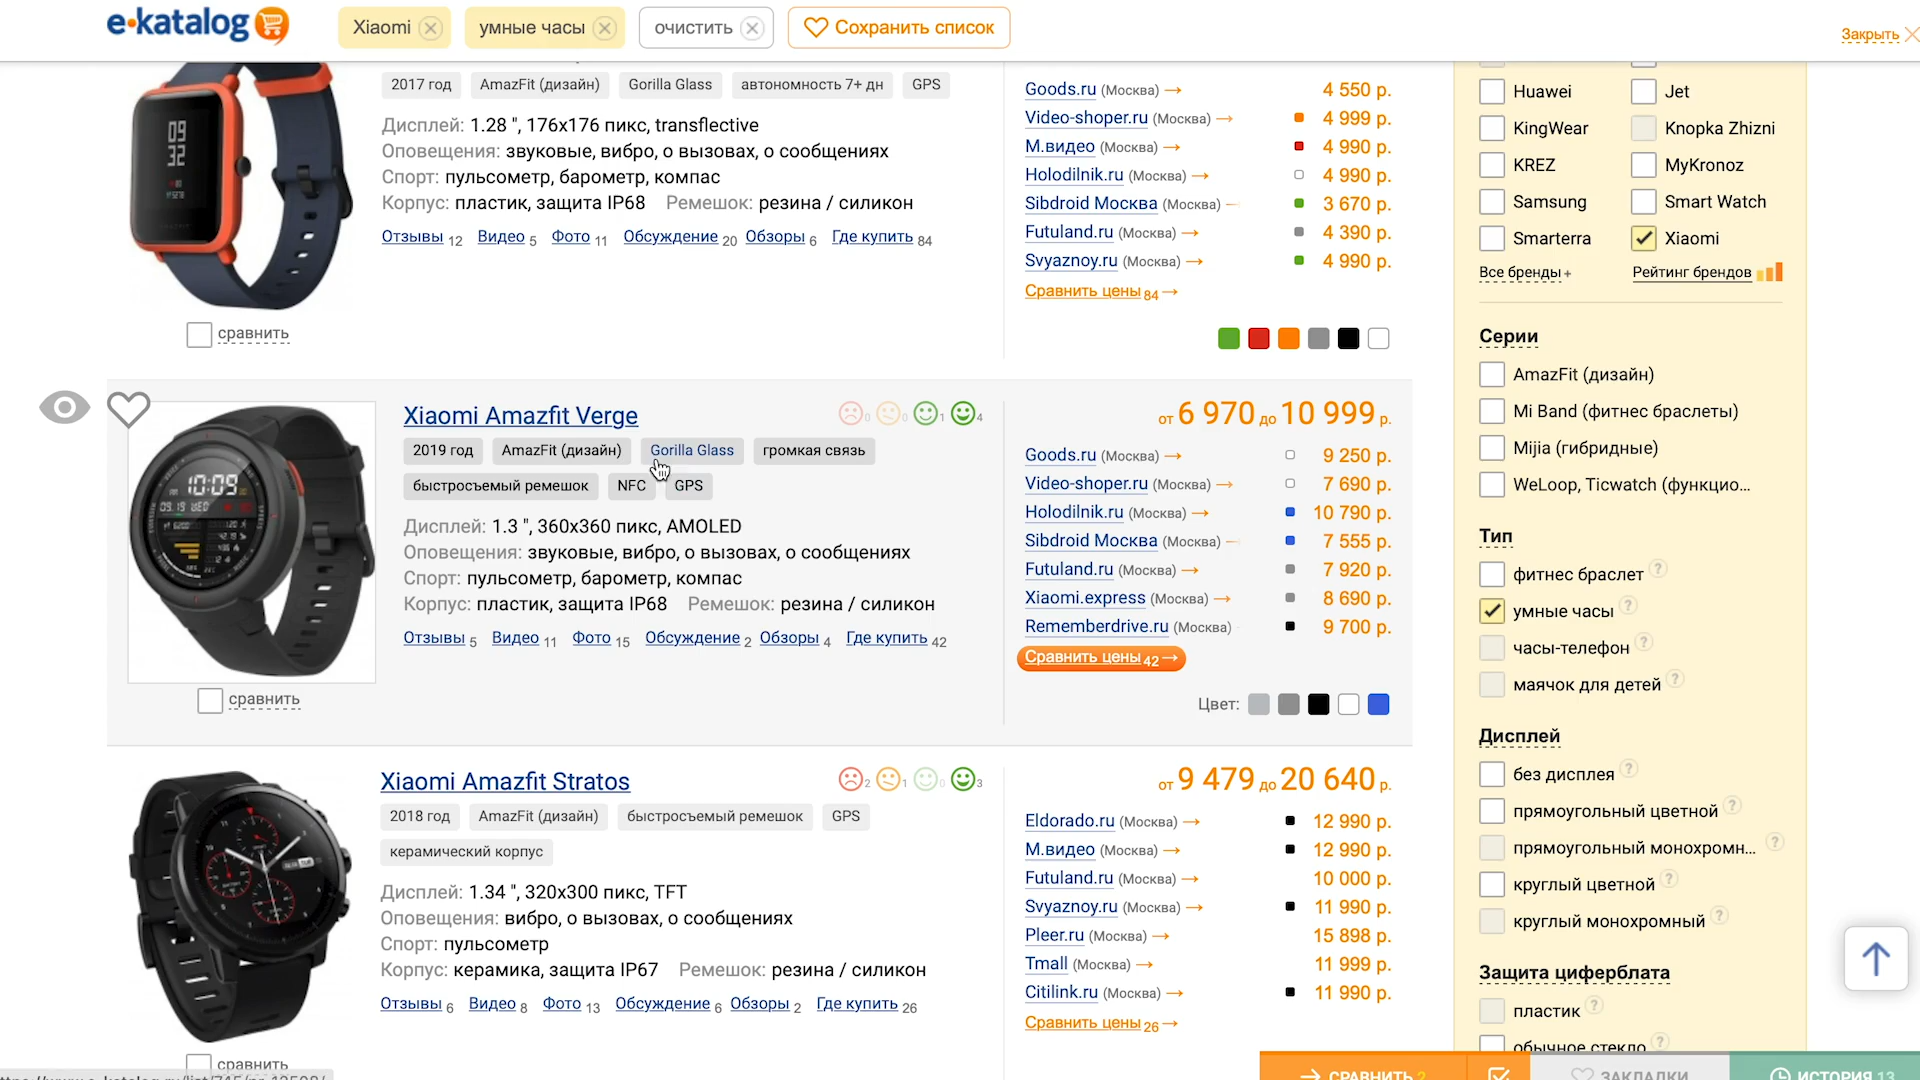 e-katalog
Xiaomi
умные часы
очистить
Сохранить список
Закрыть
2017 год
AmazFit (дизайн)
Gorilla Glass
автономность 7+ дн
GPS
Дисплей: 1.28 ", 176x176 пикс, transflective
Оповещения: звуковые, вибро, о вызовах, о сообщениях
Спорт: пульсометр, барометр, компас
Корпус: пластик, защита IP68 Ремешок: резина / силикон
Отзывы 12 Видео 5 Фото 11 Обсуждение 20 Обзоры 6 Где купить 84
сравнить
Goods.ru (Москва) → 4 550 р.
Video-shoper.ru (Москва) → 4 999 р.
М.видео (Москва) → 4 990 р.
Holodilnik.ru (Москва) → 4 990 р.
Sibdroid Москва (Москва) 3 670 р.
Futuland.ru (Москва) → 4 390 р.
Svyaznoy.ru (Москва) → 4 990 р.
Сравнить цены 84 →
Xiaomi Amazfit Verge
0 0 1 4
2019 год
AmazFit (дизайн)
Gorilla Glass
громкая связь
быстросъемый ремешок
NFC
GPS
Дисплей: 1.3 ", 360x360 пикс, AMOLED
Оповещения: звуковые, вибро, о вызовах, о сообщениях
Спорт: пульсометр, барометр, компас
Корпус: пластик, защита IP68 Ремешок: резина / силикон
Отзывы 5 Видео 11 Фото 15 Обсуждение 2 Обзоры 4 Где купить 42
сравнить
от 6 970 до 10 999 р.
Goods.ru (Москва) → 9 250 р.
Video-shoper.ru (Москва) → 7 690 р.
Holodilnik.ru (Москва) → 10 790 р.
Sibdroid Москва (Москва) 7 555 р.
Futuland.ru (Москва) → 7 920 р.
Xiaomi.express (Москва) → 8 690 р.
Rememberdrive.ru (Москва) 9 700 р.
Сравнить цены 42 →
Цвет:
Xiaomi Amazfit Stratos
2 1 0 3
2018 год
AmazFit (дизайн)
быстросъемый ремешок
GPS
керамический корпус
Дисплей: 1.34 ", 320x300 пикс, TFT
Оповещения: вибро, о вызовах, о сообщениях
Спорт: пульсометр
Корпус: керамика, защита IP67 Ремешок: резина / силикон
Отзывы 6 Видео 8 Фото 13 Обсуждение 6 Обзоры 2 Где купить 26
сравнить
от 9 479 до 20 640 р.
Eldorado.ru (Москва) → 12 990 р.
М.видео (Москва) → 12 990 р.
Futuland.ru (Москва) → 10 000 р.
Svyaznoy.ru (Москва) → 11 990 р.
Pleer.ru (Москва) → 15 898 р.
Tmall (Москва) → 11 999 р.
Citilink.ru (Москва) → 11 990 р.
Сравнить цены 26 →
Huawei Jet
KingWear Knopka Zhizni
KREZ MyKronoz
Samsung Smart Watch
Smarterra Xiaomi
Все бренды+ Рейтинг брендов
Серии
AmazFit (дизайн)
Mi Band (фитнес браслеты)
Mijia (гибридные)
WeLoop, Ticwatch (функцио...
Тип
фитнес браслет ?
умные часы ?
часы-телефон ?
маячок для детей ?
Дисплей
без дисплея ?
прямоугольный цветной ?
прямоугольный монохромн... ?
круглый цветной ?
круглый монохромный ?
Защита циферблата
пластик ?
обычное стекло ?
→ СРАВНИТЬ 2
ЗАКЛАДКИ
ИСТОРИЯ 13